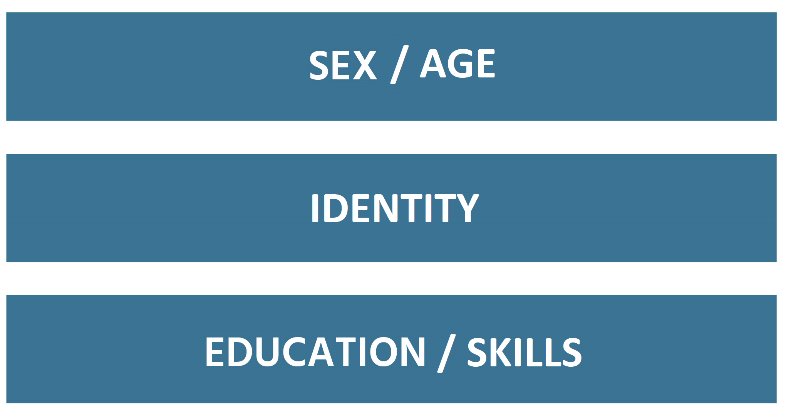 SEX / AGE
IDENTITY
EDUCATION / SKILLS